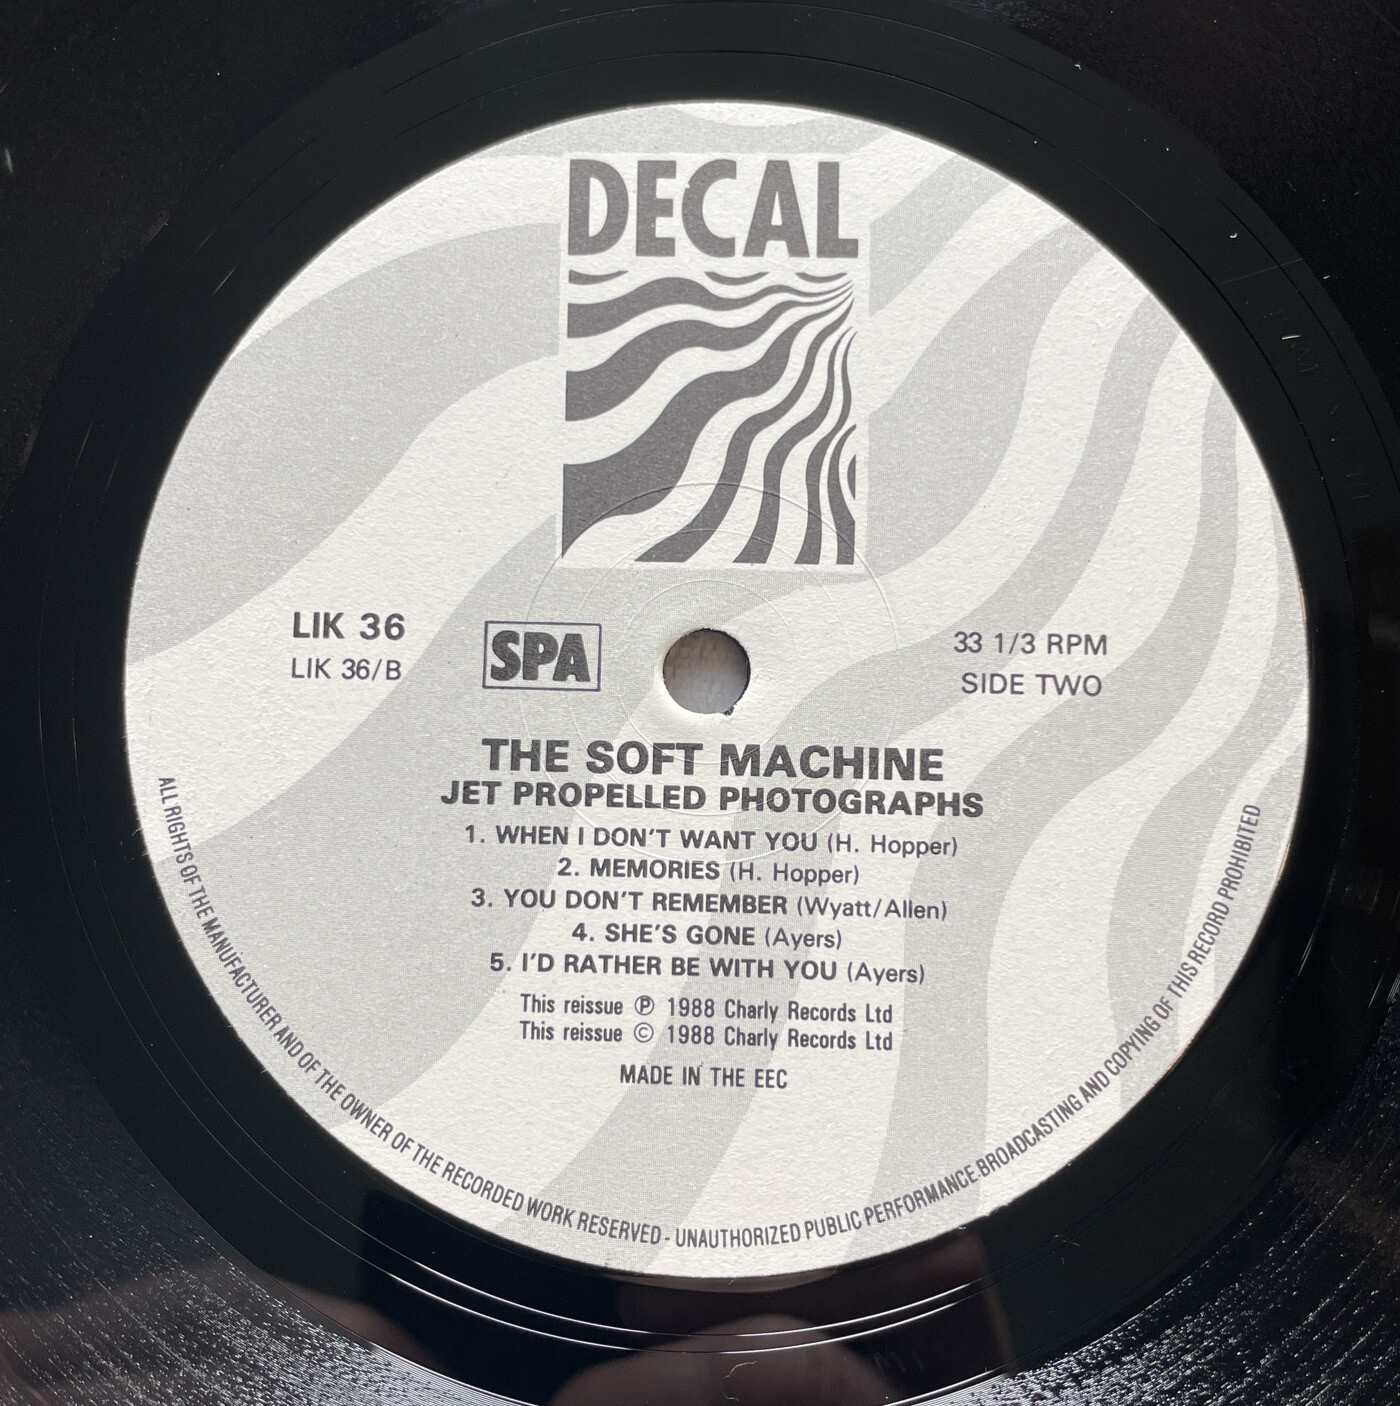 DECAL
LIK 36
LIK 36/B
SPA
33 1/3 RPM
SIDE TWO
THE SOFT MACHINE
JET PROPELLED PHOTOGRAPHS
1. WHEN I DON'T WANT YOU (H. Hopper)
2. MEMORIES (H. Hopper)
3. YOU DON'T REMEMBER (Wyatt/Allen)
4. SHE'S GONE (Ayers)
5. I'D RATHER BE WITH YOU (Ayers)
This reissue ℗ 1988 Charly Records Ltd
This reissue © 1988 Charly Records Ltd
MADE IN THE EEC
ALL RIGHTS OF THE MANUFACTURER AND OF THE OWNER OF THE RECORDED WORK RESERVED - UNAUTHORIZED PUBLIC PERFORMANCE BROADCASTING AND COPYING OF THIS RECORD PROHIBITED